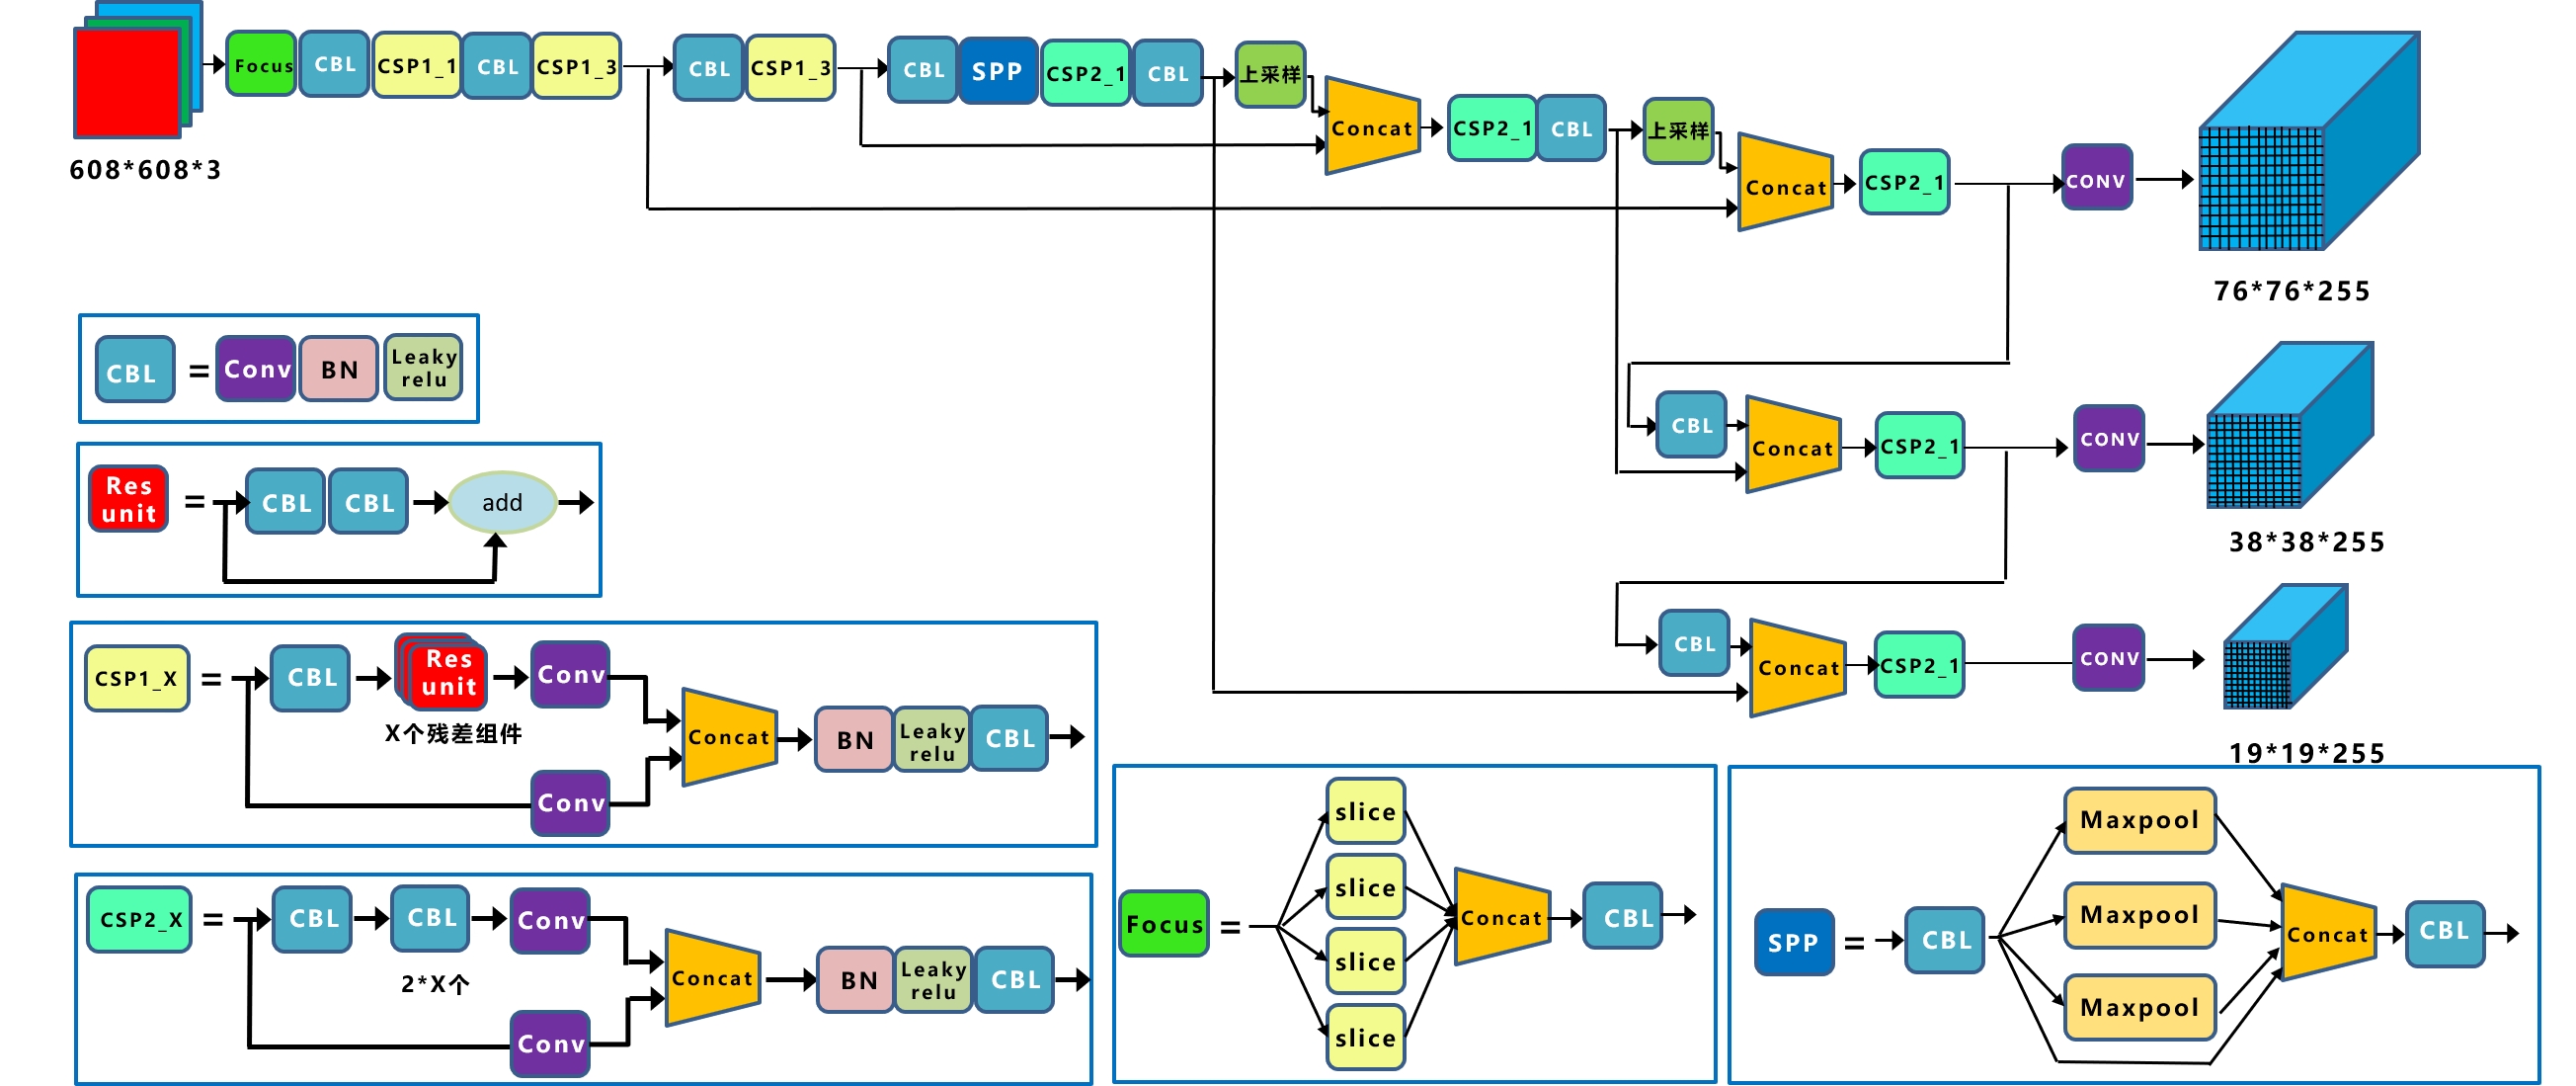 Focus CBL CSP1_1 CBL CSP1_3 CBL CSP1_3 CBL SPP CSP2_1 CBL 上采样
Concat CSP2_1 CBL 上采样
Concat CSP2_1 CONV
608*608*3
76*76*255
CBL = Conv BN Leaky relu
CBL Concat CSP2_1 CONV
38*38*255
Res unit = CBL CBL add
CBL Concat CSP2_1 CONV
19*19*255
CSP1_X = CBL Res unit Conv
X个残差组件
Concat BN Leaky relu CBL
Conv
CSP2_X = CBL CBL Conv
2*X个
Concat BN Leaky relu CBL
Conv
slice
slice
Focus = Concat CBL
slice
slice
Maxpool
Maxpool
SPP = CBL Concat CBL
Maxpool